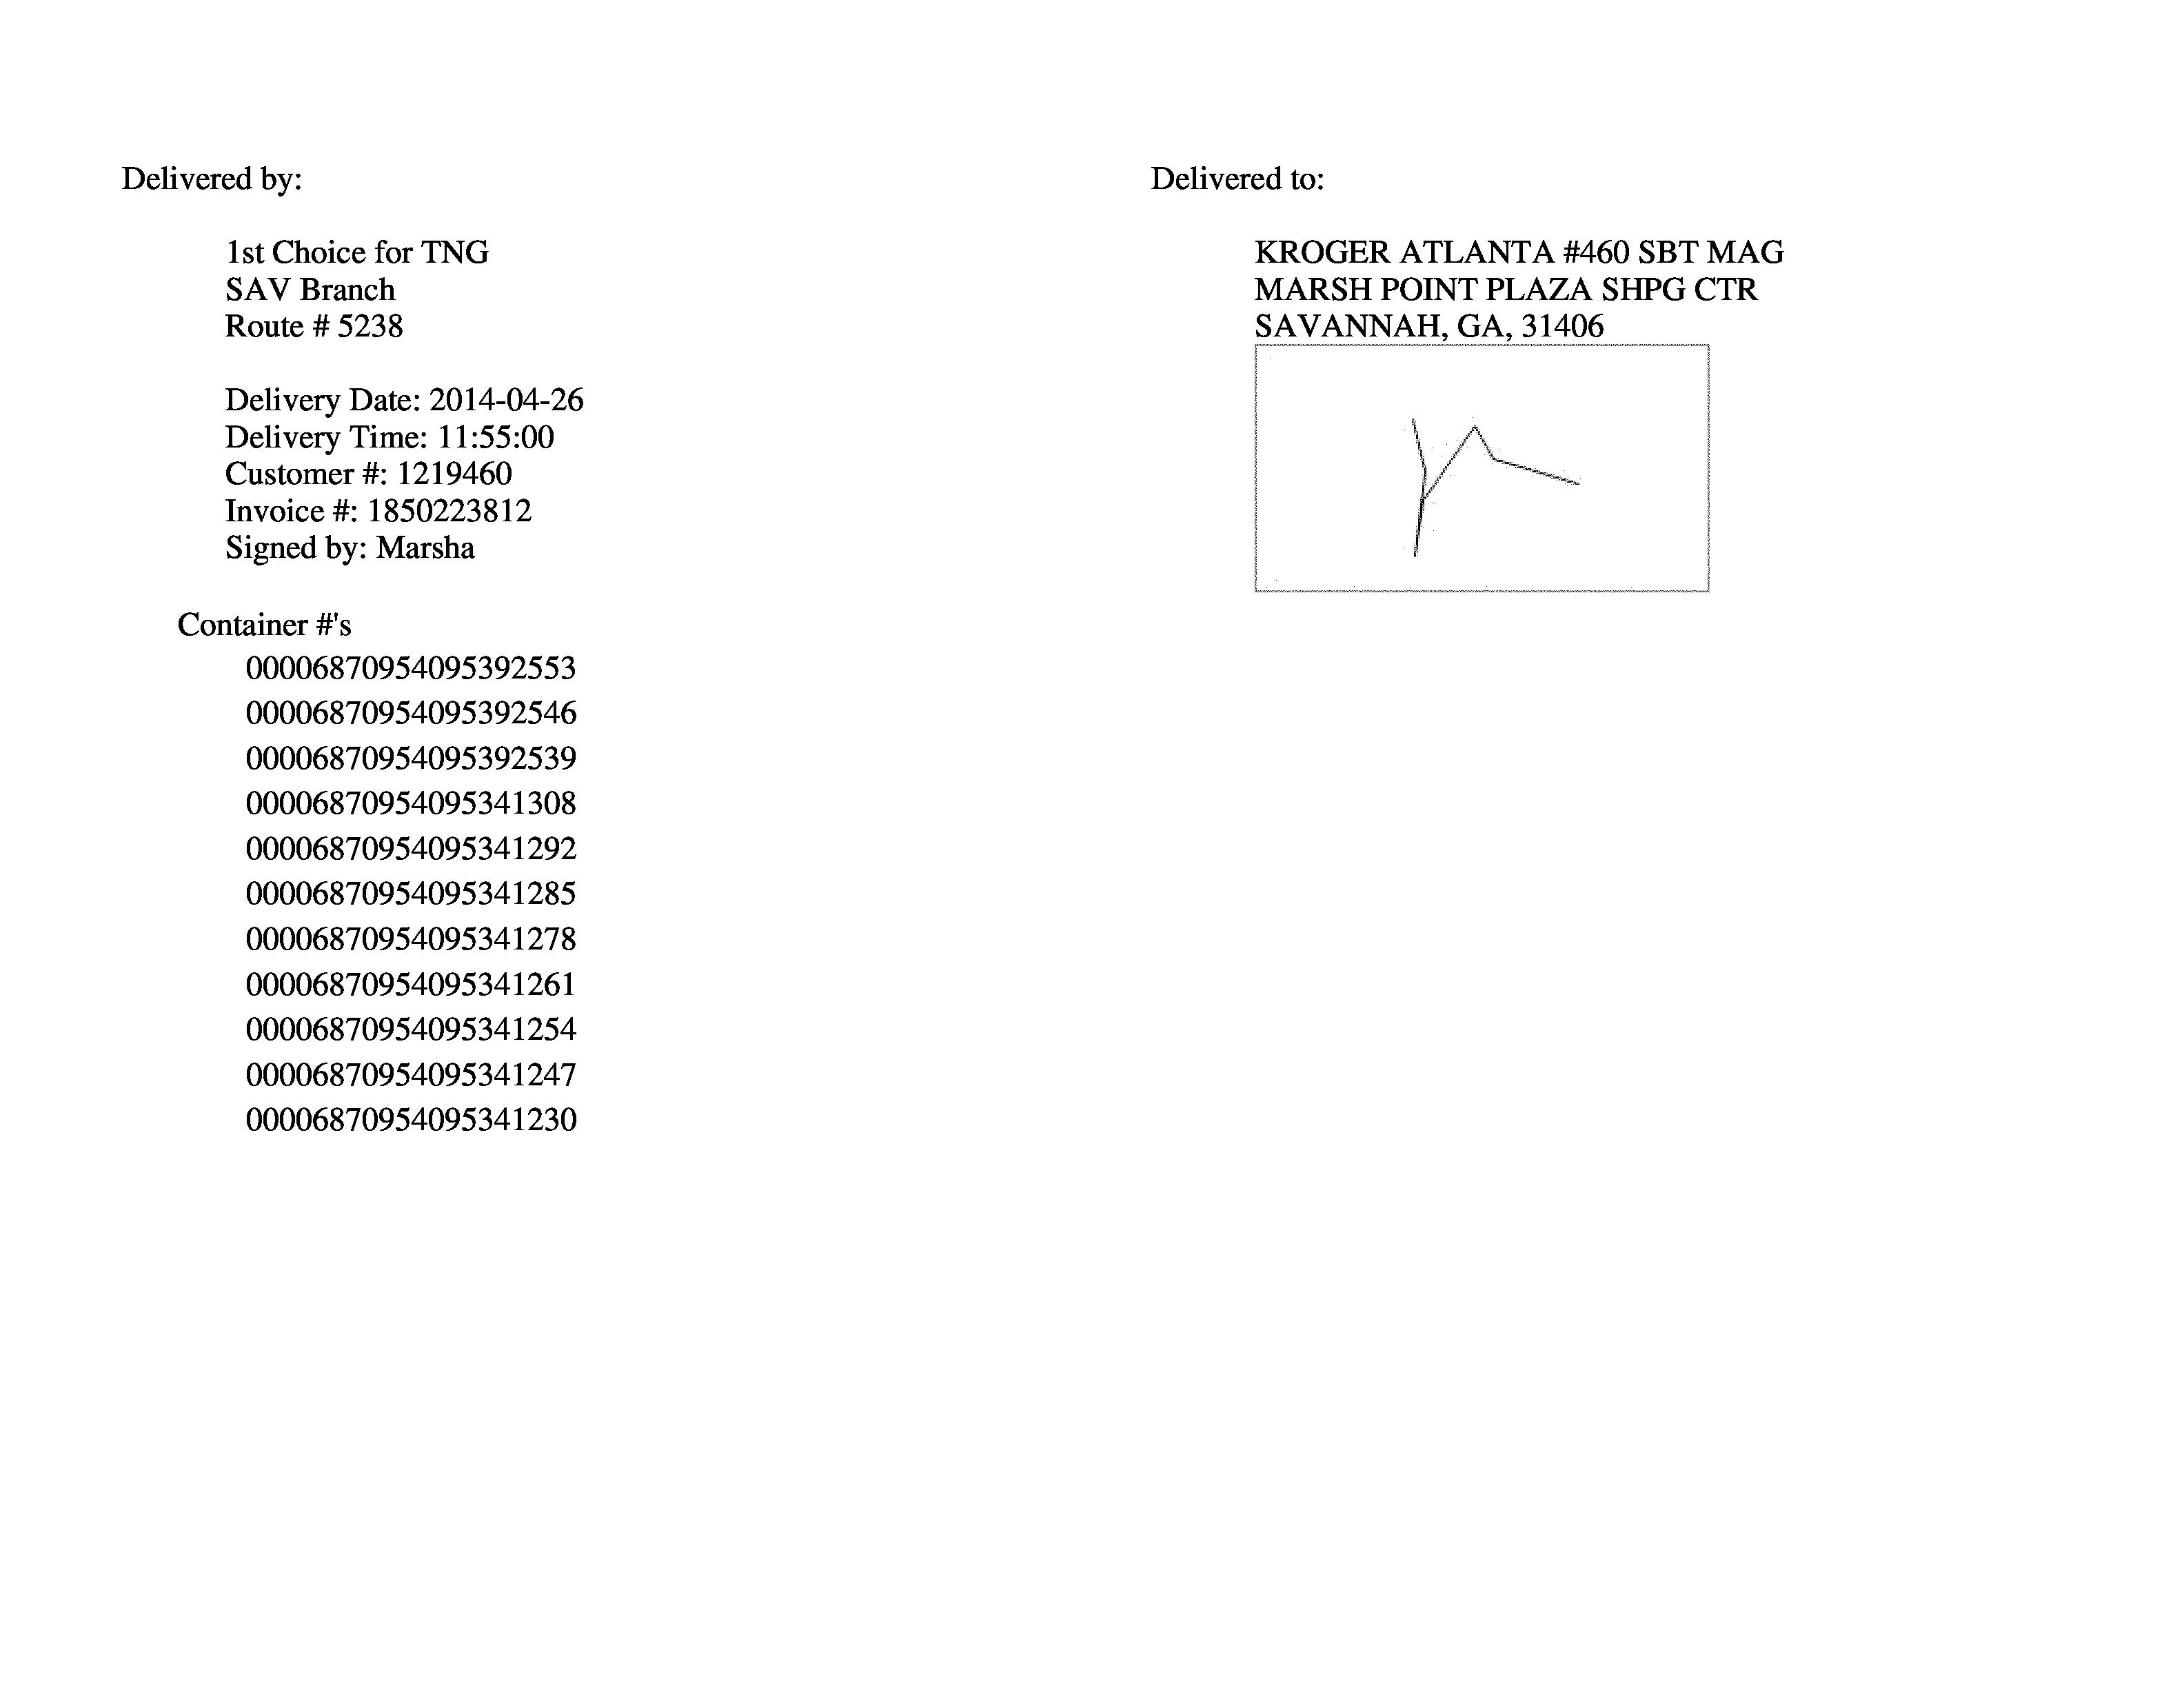 Delivered by:
1st Choice for TNG
SAV Branch
Route # 5238
Delivery Date: 2014-04-26
Delivery Time: 11:55:00
Customer #: 1219460
Invoice #: 1850223812
Signed by: Marsha
Container #'s
00006870954095392553
00006870954095392546
00006870954095392539
00006870954095341308
00006870954095341292
00006870954095341285
00006870954095341278
00006870954095341261
00006870954095341254
00006870954095341247
00006870954095341230
Delivered to:
KROGER ATLANTA #460 SBT MAG
MARSH POINT PLAZA SHPG CTR
SAVANNAH, GA, 31406